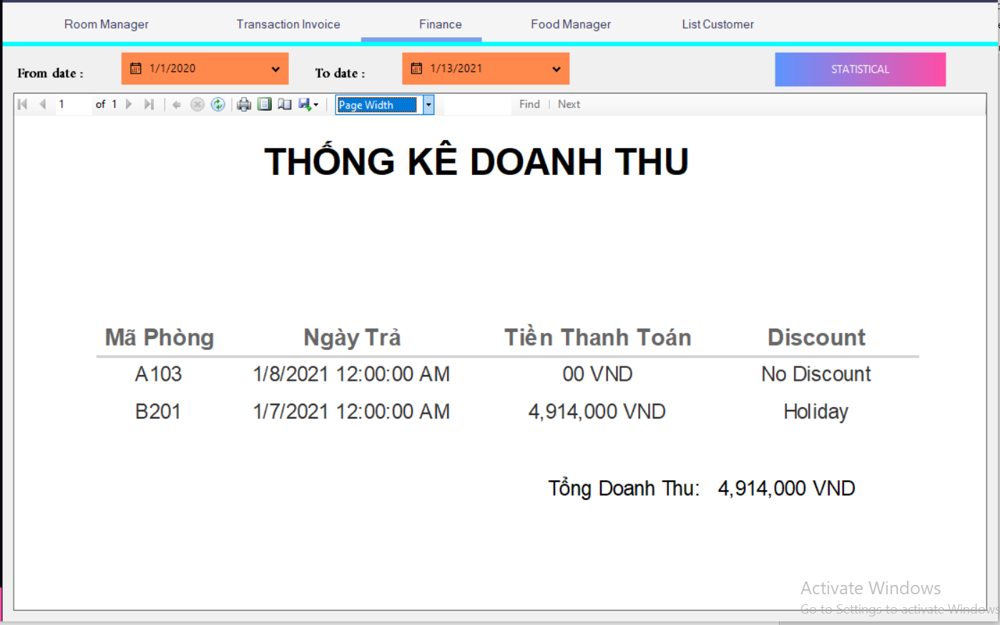 Room Manager Transaction Invoice Finance Food Manager List Customer
From date : 1/1/2020 To date : 1/13/2021 STATISTICAL
1 of 1 Page Width Find Next
THỐNG KÊ DOANH THU
Mã Phòng Ngày Trả Tiền Thanh Toán Discount
A103 1/8/2021 12:00:00 AM 00 VND No Discount
B201 1/7/2021 12:00:00 AM 4,914,000 VND Holiday
Tổng Doanh Thu: 4,914,000 VND
Activate Windows
Go to Settings to activate Windows